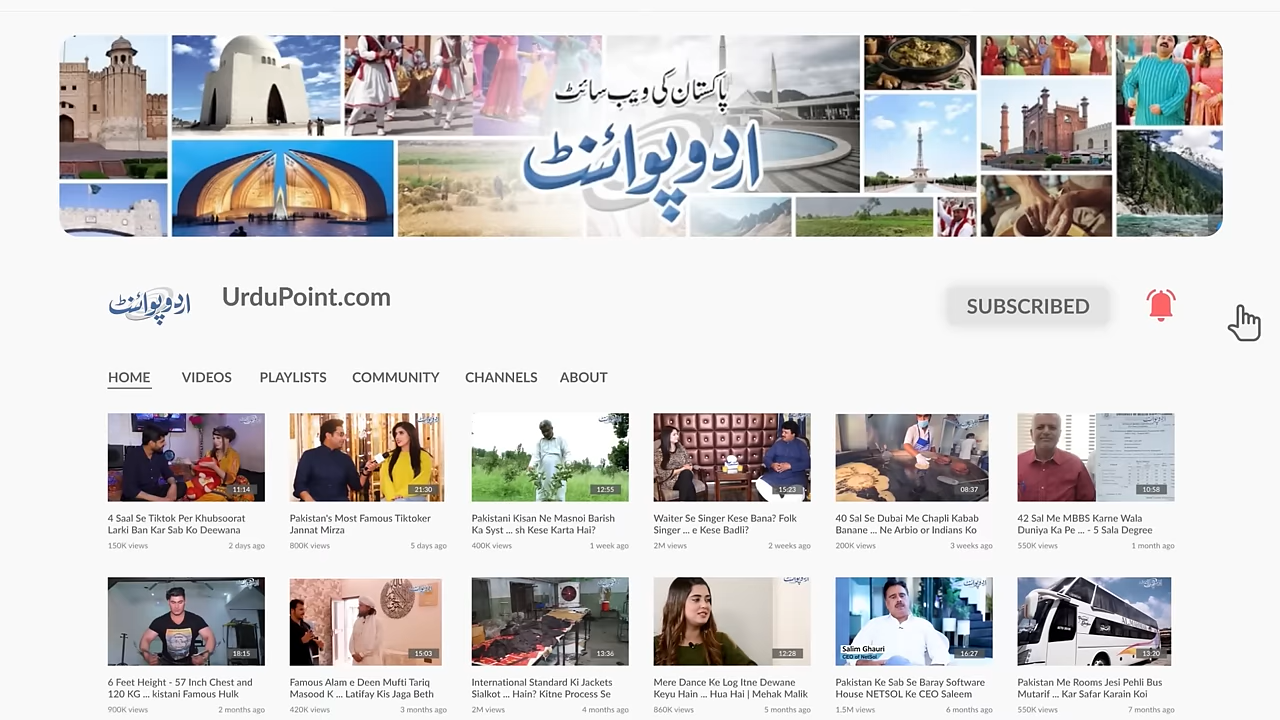 پاکستان کی ویب سائٹ
اردوپوائنٹ
اردوپوائنٹ
UrduPoint.com
SUBSCRIBED
HOME VIDEOS PLAYLISTS COMMUNITY CHANNELS ABOUT
11:14 21:30 12:55 15:23 08:37 10:58
4 Saal Se Tiktok Per Khubsoorat
Larki Ban Kar Sab Ko Deewana
150K views 2 days ago
Pakistan's Most Famous Tiktoker
Jannat Mirza
800K views 5 days ago
Pakistani Kisan Ne Masnoi Barish
Ka Syst ... sh Kese Karta Hai?
400K views 1 week ago
Waiter Se Singer Kese Bana? Folk
Singer ... e Kese Badli?
2M views 2 weeks ago
40 Sal Se Dubai Me Chapli Kabab
Banane ... Ne Arbio or Indians Ko
200K views 3 weeks ago
42 Sal Me MBBS Karne Wala
Duniya Ka Pe ... - 5 Sala Degree
550K views 1 month ago
18:15 15:03 13:36 12:28 16:27 13:20
Salim Ghauri
CEO of NetSol
6 Feet Height - 57 Inch Chest and
120 KG ... kistani Famous Hulk
900K views 2 months ago
Famous Alam e Deen Mufti Tariq
Masood K ... Latifay Kis Jaga Beth
420K views 3 months ago
International Standard Ki Jackets
Sialkot ... Hain? Kitne Process Se
2M views 4 months ago
Mere Dance Ke Log Itne Dewane
Keyu Hain ... Hua Hai | Mehak Malik
860K views 5 months ago
Pakistan Ke Sab Se Baray Software
House NETSOL Ke CEO Saleem
1.5M views 6 months ago
Pakistan Me Rooms Jesi Pehli Bus
Mutarif ... Kar Safar Karain Koi
550K views 7 months ago